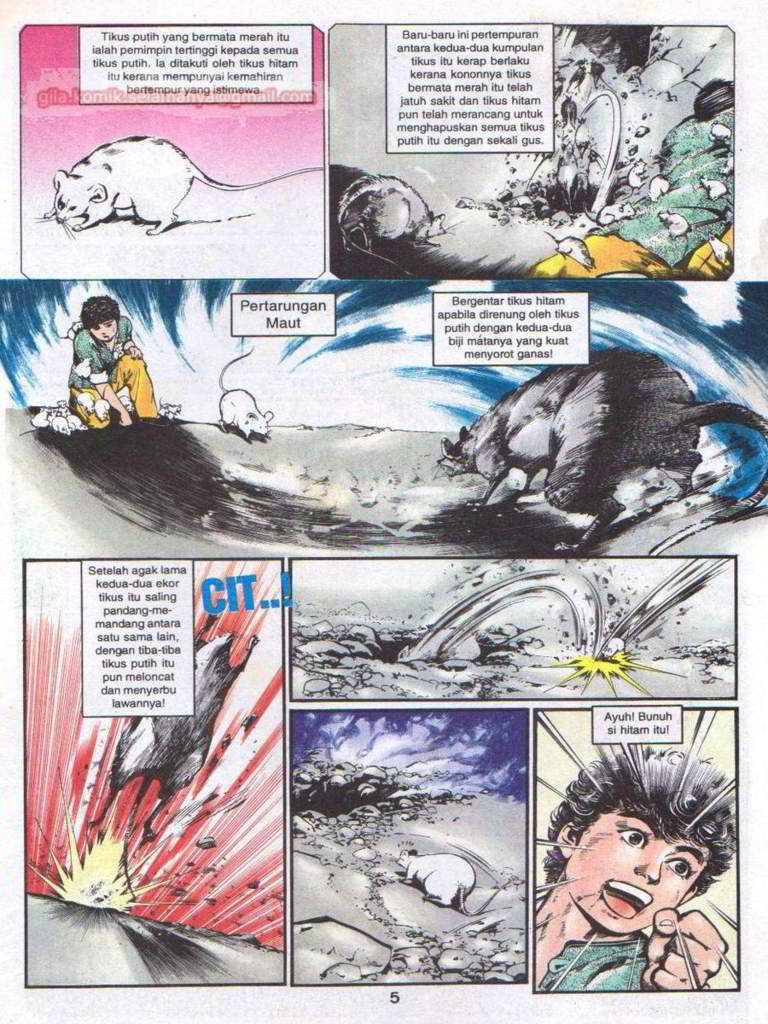 Tikus putih yang bermata merah itu
ialah pemimpin tertinggi kepada semua
tikus putih. Ia ditakuti oleh tikus hitam
itu kerana mempunyai kemahiran
bertempur yang istimewa.
gila.komik.selamanya@gmail.com
Baru-baru ini pertempuran
antara kedua-dua kumpulan
tikus itu kerap berlaku
kerana kononnya tikus
bermata merah itu telah
jatuh sakit dan tikus hitam
pun telah merancang untuk
menghapuskan semua tikus
putih itu dengan sekali gus.
Pertarungan
Maut
Bergentar tikus hitam
apabila direnung oleh tikus
putih dengan kedua-dua
biji matanya yang kuat
menyorot ganas!
Setelah agak lama
kedua-dua ekor
tikus itu saling
pandang-me-
mandang antara
satu sama lain,
dengan tiba-tiba
tikus putih itu
pun meloncat
dan menyerbu
lawannya!
CIT..!
Ayuh! Bunuh
si hitam itu!
5